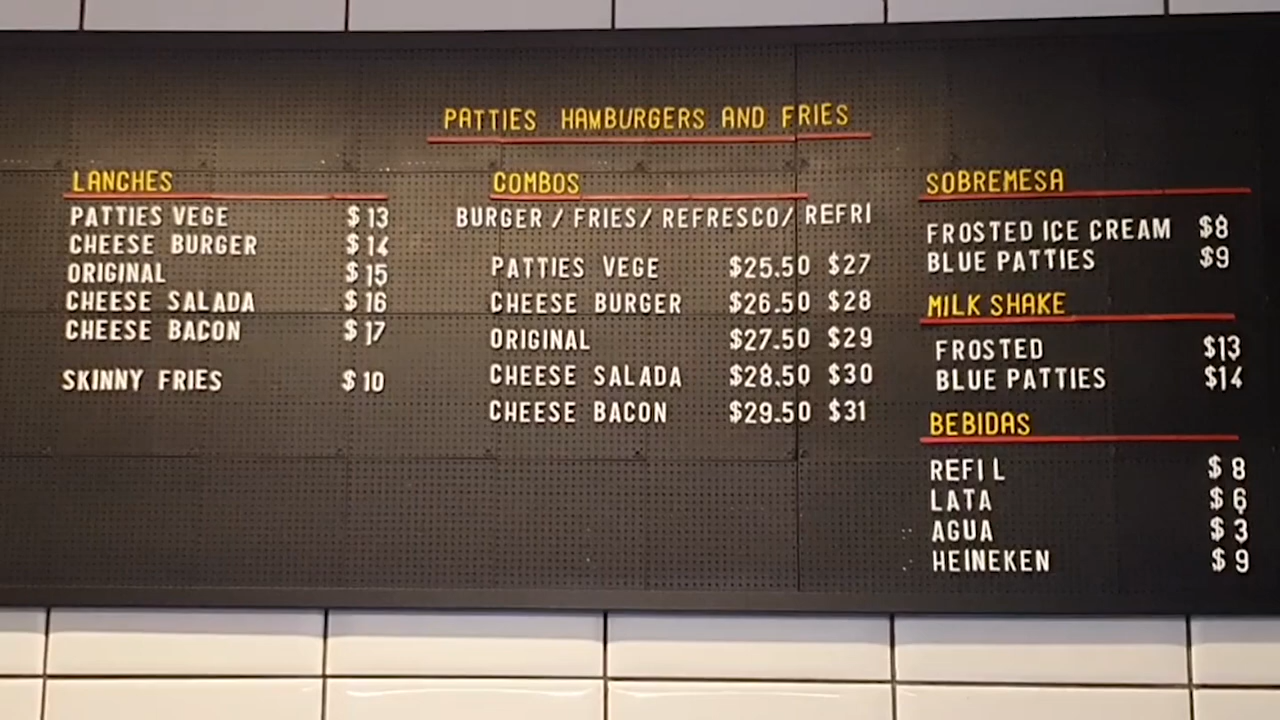 PATTIES HAMBURGERS AND FRIES
LANCHES
PATTIES VEGE $13
CHEESE BURGER $14
ORIGINAL $15
CHEESE SALADA $16
CHEESE BACON $17
SKINNY FRIES $10
COMBOS
BURGER / FRIES/ REFRESCO/ REFRI
PATTIES VEGE $25.50 $27
CHEESE BURGER $26.50 $28
ORIGINAL $27.50 $29
CHEESE SALADA $28.50 $30
CHEESE BACON $29.50 $31
SOBREMESA
FROSTED ICE CREAM $8
BLUE PATTIES $9
MILK SHAKE
FROSTED $13
BLUE PATTIES $14
BEBIDAS
REFI L $8
LATA $6
AGUA $3
HEINEKEN $9